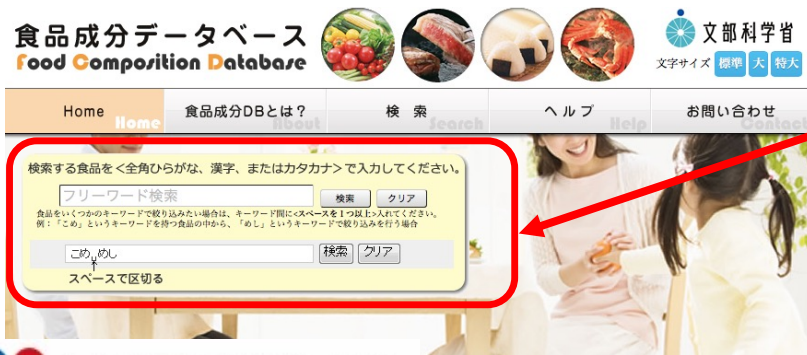 食品成分データベース
Food Composition Database
文部科学省
文字サイズ 標準 大 特大
Home
Home
食品成分DBとは？
About
検 索
Search
ヘルプ
Help
お問い合わせ
Contact
検索する食品を＜全角ひらがな、漢字、またはカタカナ＞で入力してください。
フリーワード検索 検索 クリア
食品をいくつかのキーワードで絞り込みたい場合は、キーワード間に<スペースを１つ以上>入れてください。
例：「こめ」というキーワードを持つ食品の中から、「めし」というキーワードで絞り込みを行う場合
こめ␣めし 検索 クリア
↑
スペースで区切る